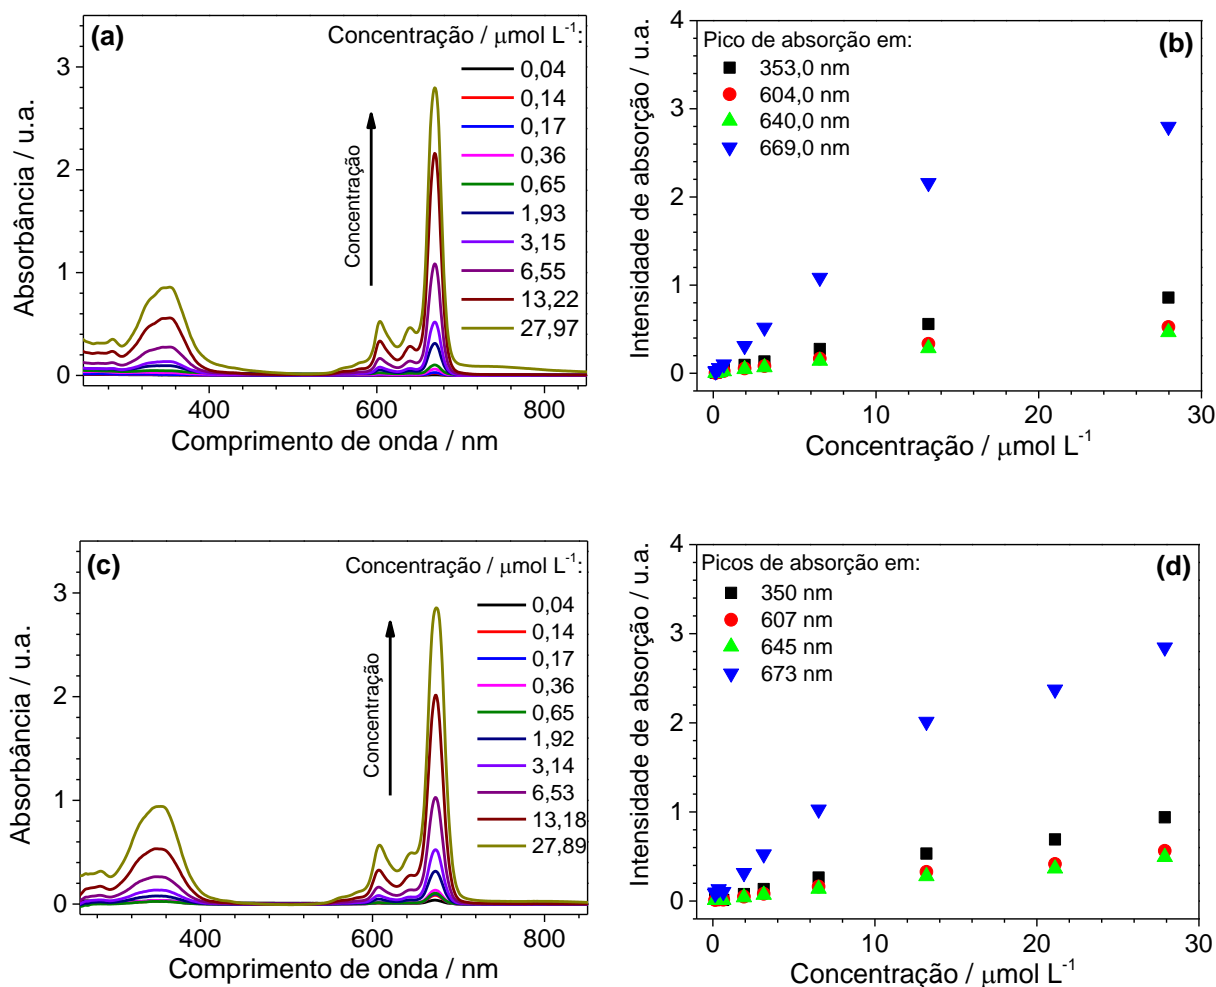 (a)
Concentração / μmol L⁻¹:
0,04
0,14
0,17
0,36
0,65
1,93
3,15
6,55
13,22
27,97
Concentração
Absorbância / u.a.
3
2
1
0
400 600 800
Comprimento de onda / nm
(b)
Pico de absorção em:
353,0 nm
604,0 nm
640,0 nm
669,0 nm
Intensidade de absorção / u.a.
4
3
2
1
0
0 10 20 30
Concentração / μmol L⁻¹
(c)
Concentração / μmol L⁻¹:
0,04
0,14
0,17
0,36
0,65
1,92
3,14
6,53
13,18
27,89
Concentração
Absorbância / u.a.
3
2
1
0
400 600 800
Comprimento de onda / nm
(d)
Picos de absorção em:
350 nm
607 nm
645 nm
673 nm
Intensidade de absorção / u.a.
4
3
2
1
0
0 10 20 30
Concentração / μmol L⁻¹